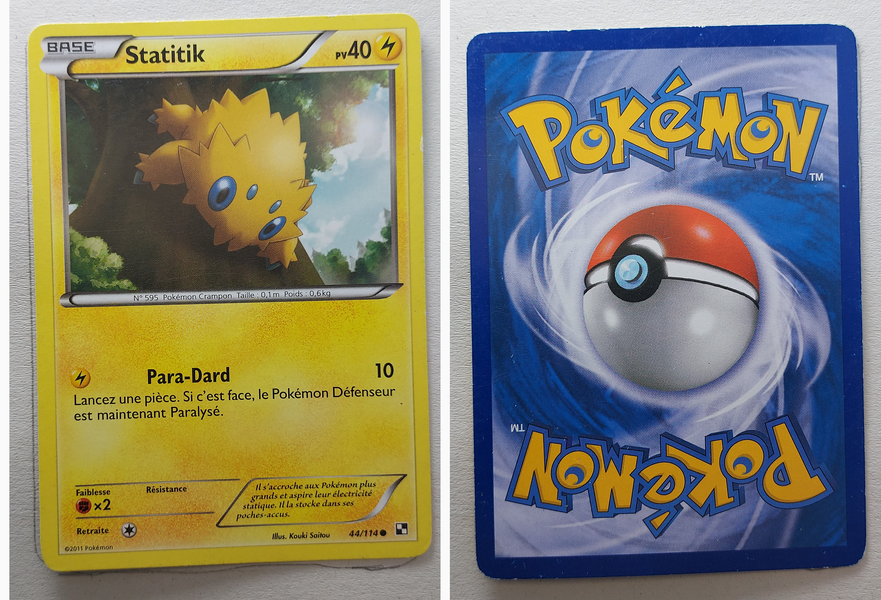 BASE
Statitik
PV40
N° 595 Pokémon Crampon Taille : 0,1m Poids : 0,6kg
Para-Dard 10
Lancez une pièce. Si c'est face, le Pokémon Défenseur
est maintenant Paralysé.
Faiblesse
×2
Résistance
Retraite
Il s'accroche aux Pokémon plus
grands et aspire leur électricité
statique. Il la stocke dans ses
poches-accus.
Illus. Kouki Saitou
44/114
©2011 Pokémon
POKéMON
TM
TM
POKéMON